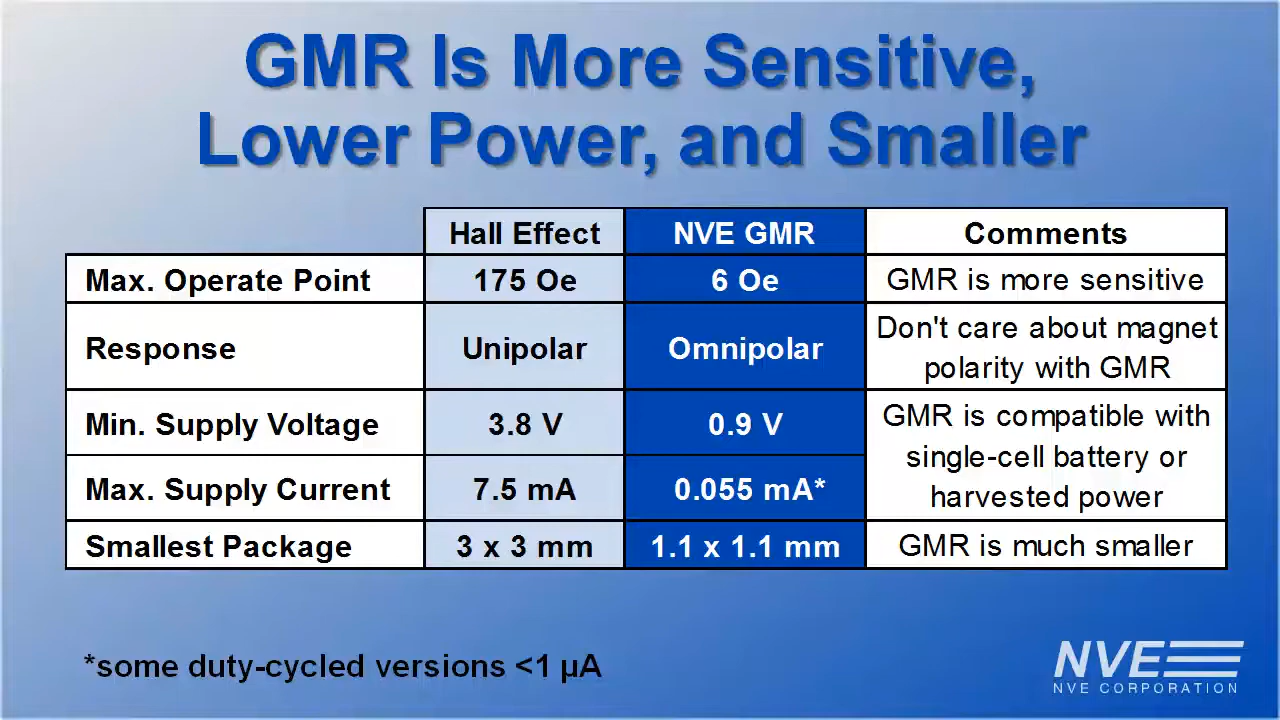 GMR Is More Sensitive,
Lower Power, and Smaller
Hall Effect NVE GMR Comments
Max. Operate Point 175 Oe 6 Oe GMR is more sensitive
Response Unipolar Omnipolar Don't care about magnet
polarity with GMR
Min. Supply Voltage 3.8 V 0.9 V GMR is compatible with
single-cell battery or
harvested power
Max. Supply Current 7.5 mA 0.055 mA*
Smallest Package 3 x 3 mm 1.1 x 1.1 mm GMR is much smaller
*some duty-cycled versions <1 µA
NVE
NVE CORPORATION